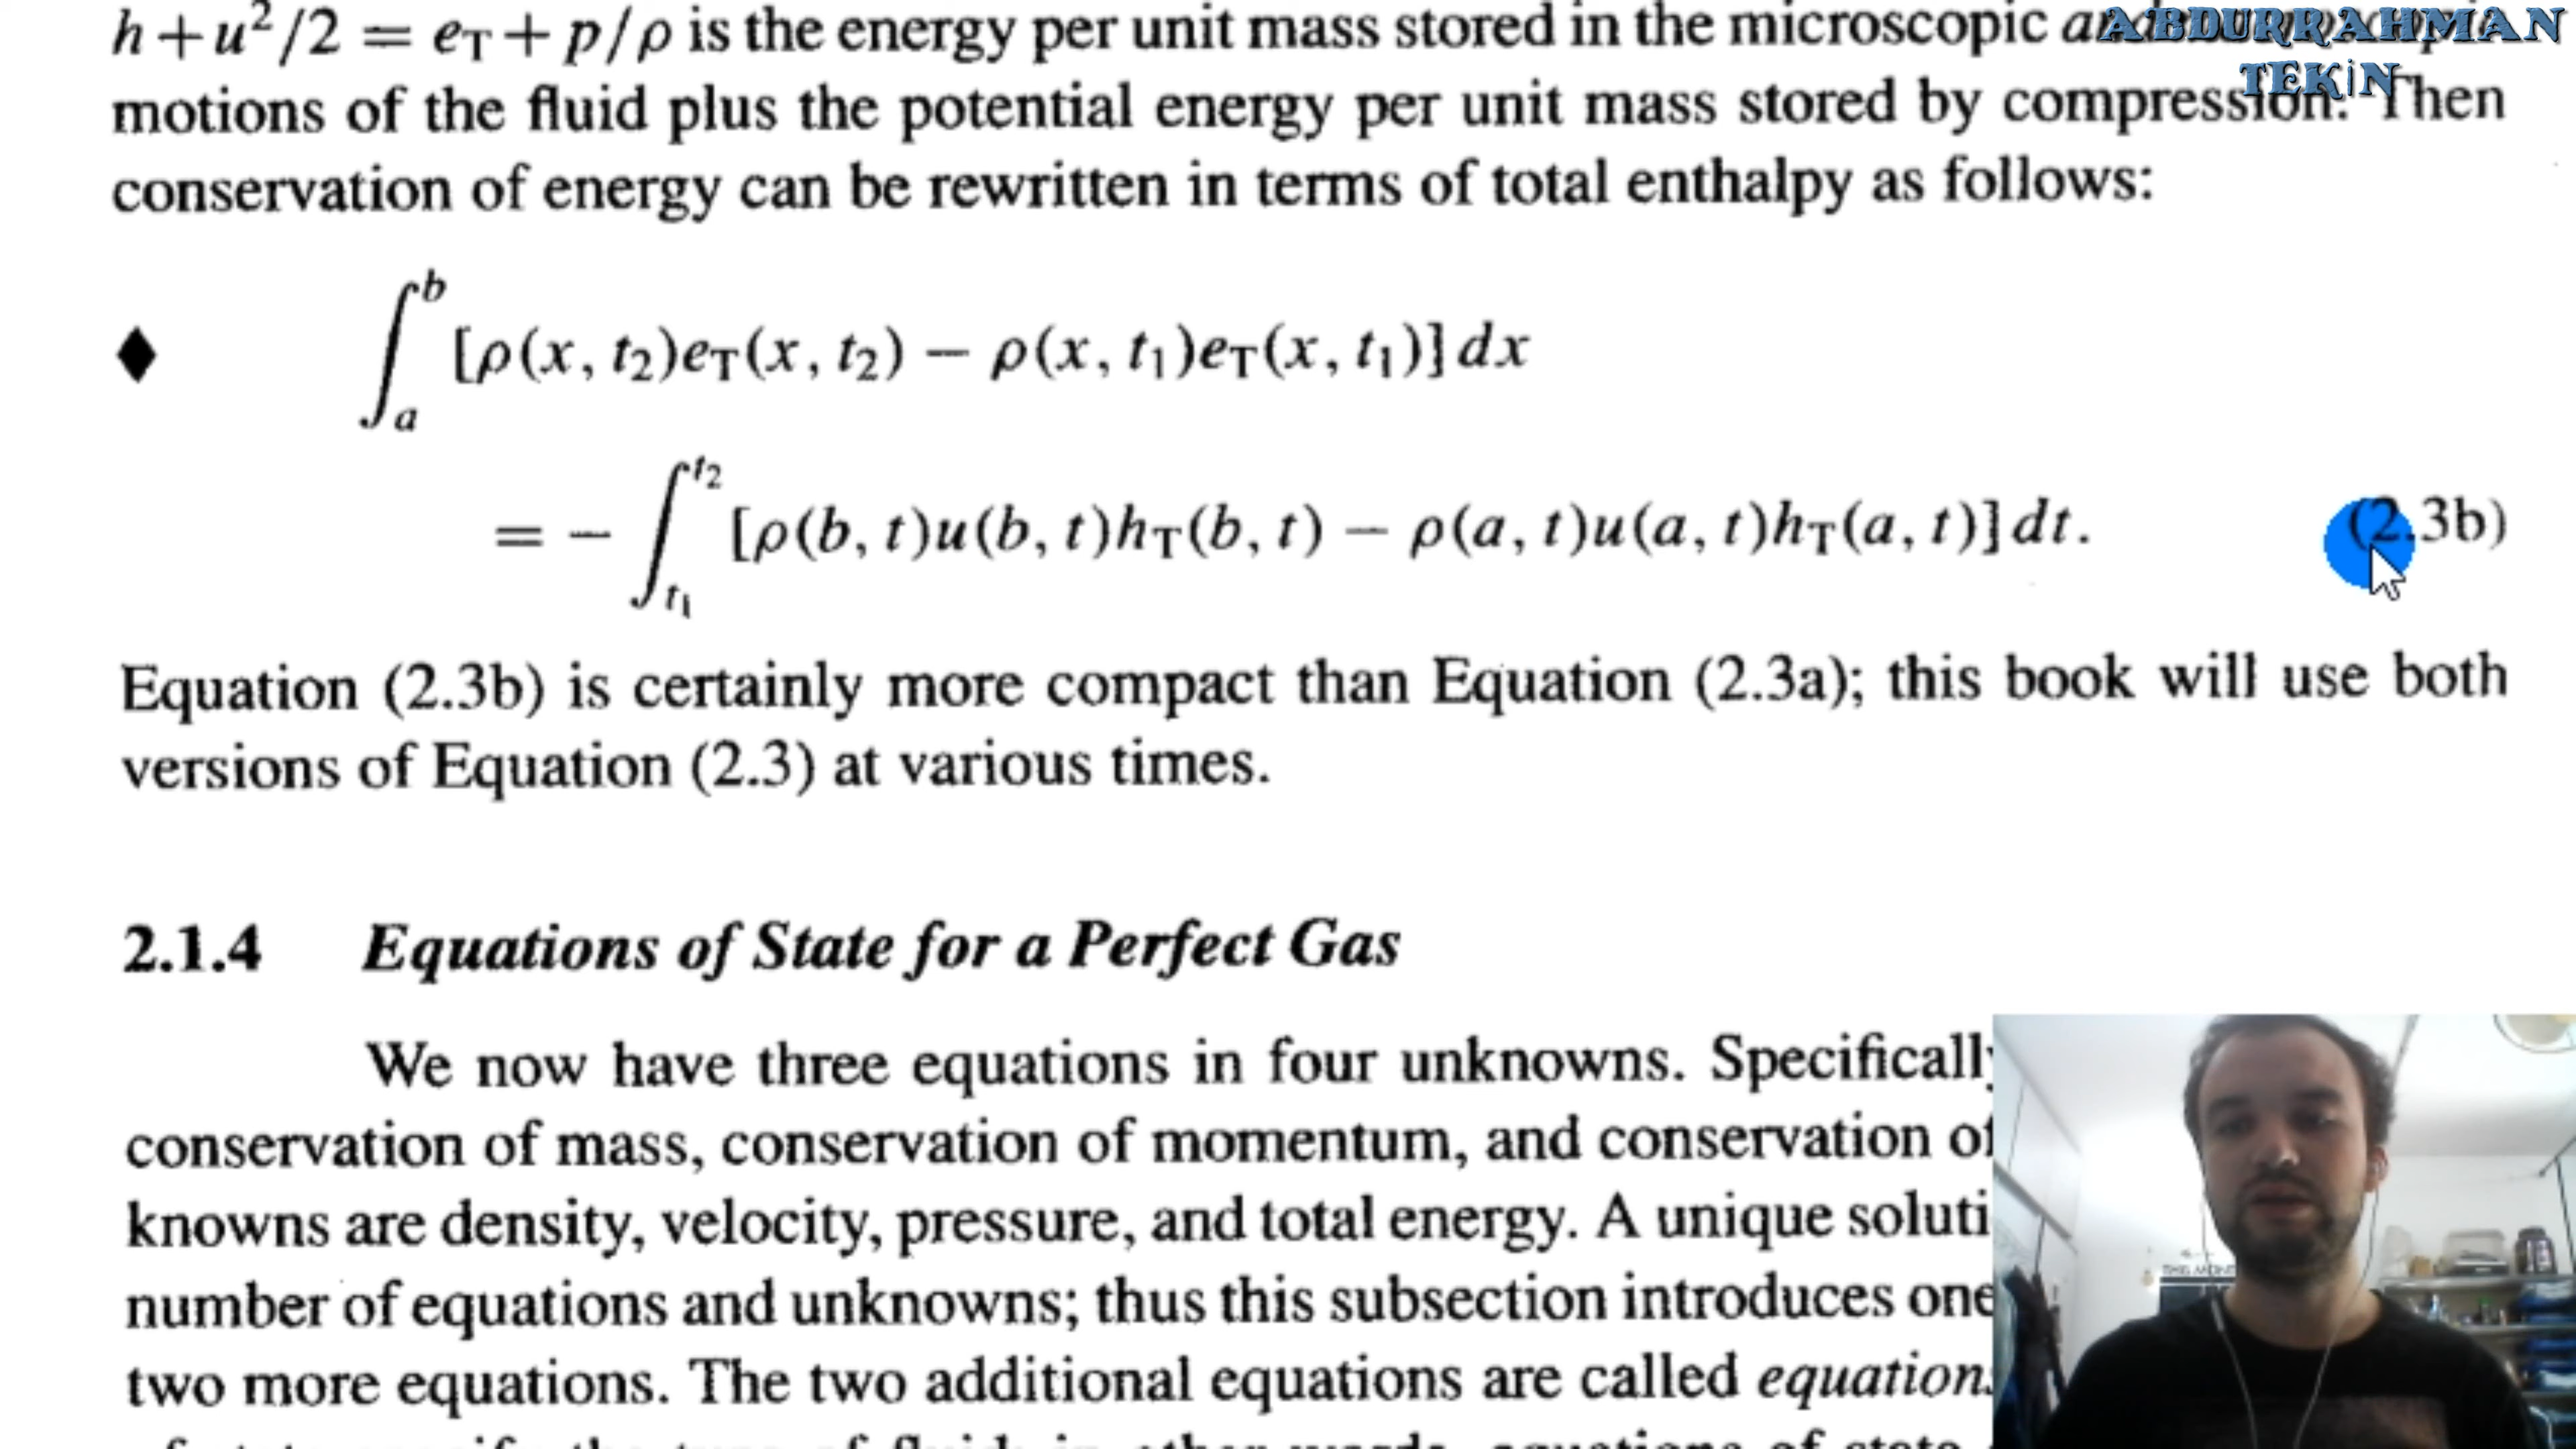 ABDURRAHMAN
TEKiN
h + u²/2 = e_T + p/ρ is the energy per unit mass stored in the microscopic
motions of the fluid plus the potential energy per unit mass stored by compression. Then
conservation of energy can be rewritten in terms of total enthalpy as follows:
♦ ∫_a^b [ρ(x, t₂)e_T(x, t₂) − ρ(x, t₁)e_T(x, t₁)] dx
= − ∫_{t₁}^{t₂} [ρ(b, t)u(b, t)h_T(b, t) − ρ(a, t)u(a, t)h_T(a, t)] dt. (2.3b)
Equation (2.3b) is certainly more compact than Equation (2.3a); this book will use both
versions of Equation (2.3) at various times.
2.1.4 Equations of State for a Perfect Gas
We now have three equations in four unknowns. Specifically
conservation of mass, conservation of momentum, and conservation of
knowns are density, velocity, pressure, and total energy. A unique soluti
number of equations and unknowns; thus this subsection introduces one
two more equations. The two additional equations are called equation